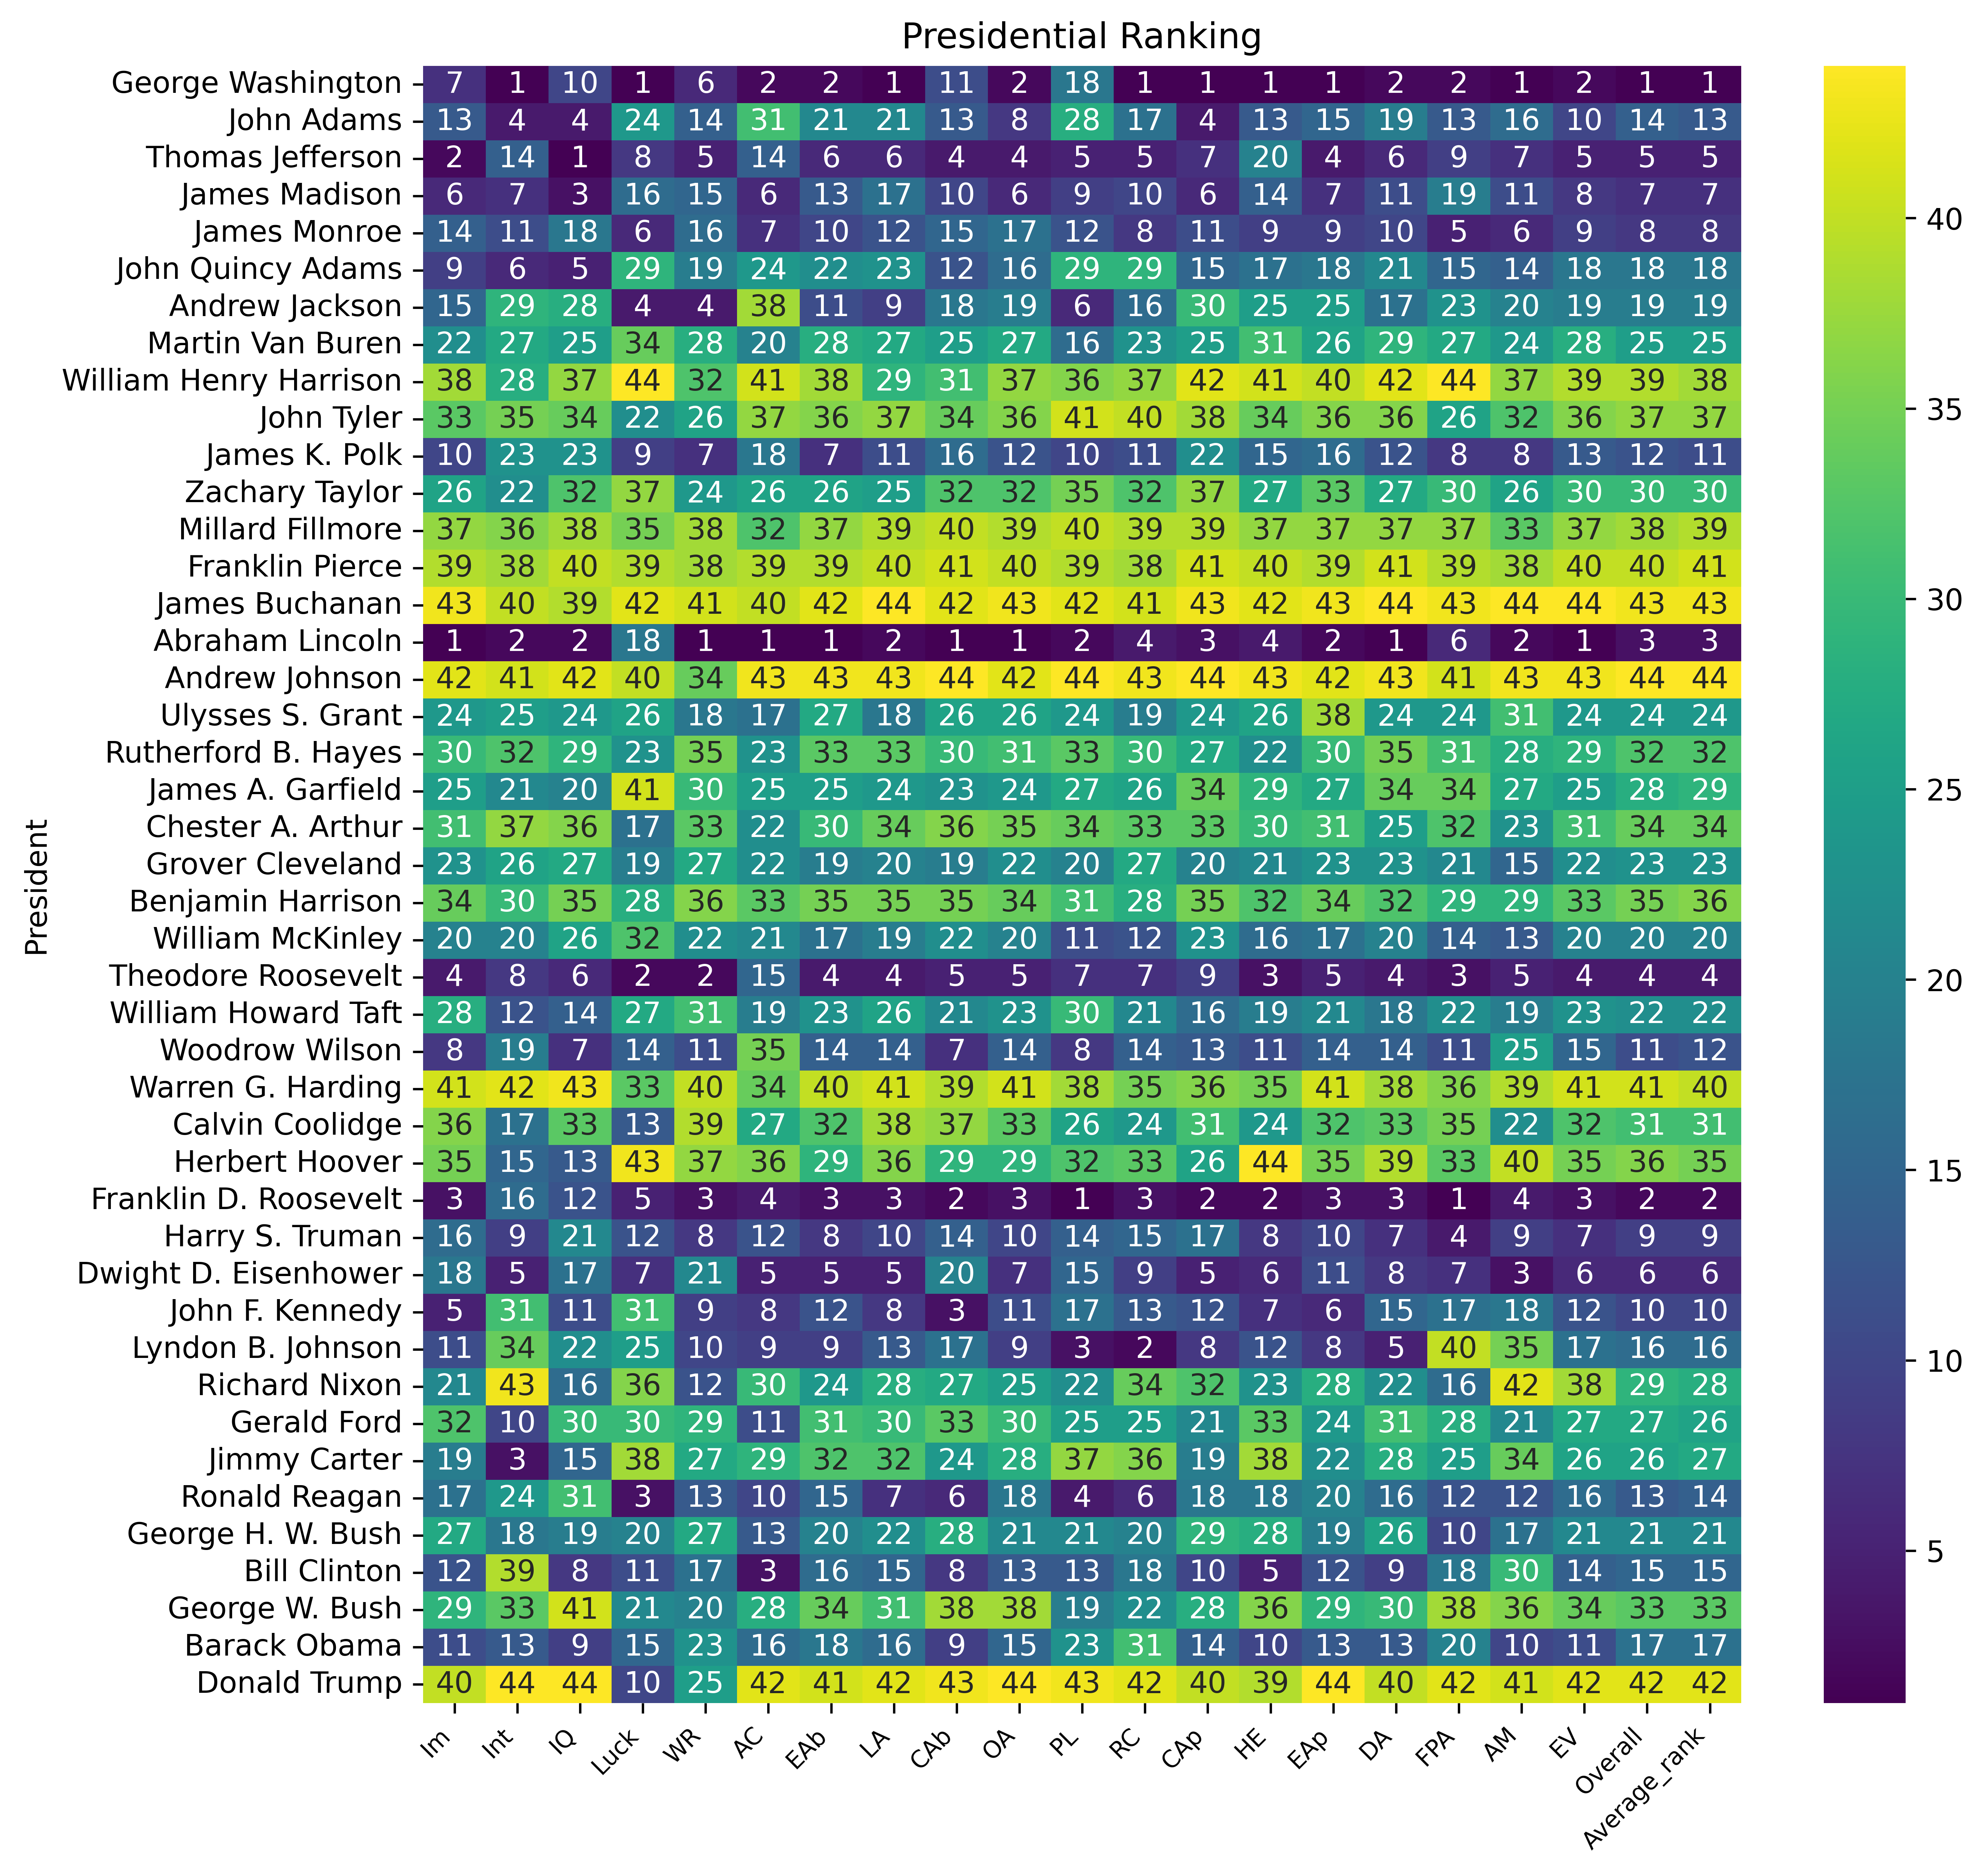 Presidential Ranking
George Washington 7 1 10 1 6 2 2 1 11 2 18 1 1 1 1 2 2 1 2 1 1
John Adams 13 4 4 24 14 31 21 21 13 8 28 17 4 13 15 19 13 16 10 14 13
Thomas Jefferson 2 14 1 8 5 14 6 6 4 4 5 5 7 20 4 6 9 7 5 5 5
James Madison 6 7 3 16 15 6 13 17 10 6 9 10 6 14 7 11 19 11 8 7 7
James Monroe 14 11 18 6 16 7 10 12 15 17 12 8 11 9 9 10 5 6 9 8 8
John Quincy Adams 9 6 5 29 19 24 22 23 12 16 29 29 15 17 18 21 15 14 18 18 18
Andrew Jackson 15 29 28 4 4 38 11 9 18 19 6 16 30 25 25 17 23 20 19 19 19
Martin Van Buren 22 27 25 34 28 20 28 27 25 27 16 23 25 31 26 29 27 24 28 25 25
William Henry Harrison 38 28 37 44 32 41 38 29 31 37 36 37 42 41 40 42 44 37 39 39 38
John Tyler 33 35 34 22 26 37 36 37 34 36 41 40 38 34 36 36 26 32 36 37 37
James K. Polk 10 23 23 9 7 18 7 11 16 12 10 11 22 15 16 12 8 8 13 12 11
Zachary Taylor 26 22 32 37 24 26 26 25 32 32 35 32 37 27 33 27 30 26 30 30 30
Millard Fillmore 37 36 38 35 38 32 37 39 40 39 40 39 39 37 37 37 37 33 37 38 39
Franklin Pierce 39 38 40 39 38 39 39 40 41 40 39 38 41 40 39 41 39 38 40 40 41
James Buchanan 43 40 39 42 41 40 42 44 42 43 42 41 43 42 43 44 43 44 44 43 43
Abraham Lincoln 1 2 2 18 1 1 1 2 1 1 2 4 3 4 2 1 6 2 1 3 3
Andrew Johnson 42 41 42 40 34 43 43 43 44 42 44 43 44 43 42 43 41 43 43 44 44
Ulysses S. Grant 24 25 24 26 18 17 27 18 26 26 24 19 24 26 38 24 24 31 24 24 24
Rutherford B. Hayes 30 32 29 23 35 23 33 33 30 31 33 30 27 22 30 35 31 28 29 32 32
James A. Garfield 25 21 20 41 30 25 25 24 23 24 27 26 34 29 27 34 34 27 25 28 29
Chester A. Arthur 31 37 36 17 33 22 30 34 36 35 34 33 33 30 31 25 32 23 31 34 34
Grover Cleveland 23 26 27 19 27 22 19 20 19 22 20 27 20 21 23 23 21 15 22 23 23
Benjamin Harrison 34 30 35 28 36 33 35 35 35 34 31 28 35 32 34 32 29 29 33 35 36
William McKinley 20 20 26 32 22 21 17 19 22 20 11 12 23 16 17 20 14 13 20 20 20
Theodore Roosevelt 4 8 6 2 2 15 4 4 5 5 7 7 9 3 5 4 3 5 4 4 4
William Howard Taft 28 12 14 27 31 19 23 26 21 23 30 21 16 19 21 18 22 19 23 22 22
Woodrow Wilson 8 19 7 14 11 35 14 14 7 14 8 14 13 11 14 14 11 25 15 11 12
Warren G. Harding 41 42 43 33 40 34 40 41 39 41 38 35 36 35 41 38 36 39 41 41 40
Calvin Coolidge 36 17 33 13 39 27 32 38 37 33 26 24 31 24 32 33 35 22 32 31 31
Herbert Hoover 35 15 13 43 37 36 29 36 29 29 32 33 26 44 35 39 33 40 35 36 35
Franklin D. Roosevelt 3 16 12 5 3 4 3 3 2 3 1 3 2 2 3 3 1 4 3 2 2
Harry S. Truman 16 9 21 12 8 12 8 10 14 10 14 15 17 8 10 7 4 9 7 9 9
Dwight D. Eisenhower 18 5 17 7 21 5 5 5 20 7 15 9 5 6 11 8 7 3 6 6 6
John F. Kennedy 5 31 11 31 9 8 12 8 3 11 17 13 12 7 6 15 17 18 12 10 10
Lyndon B. Johnson 11 34 22 25 10 9 9 13 17 9 3 2 8 12 8 5 40 35 17 16 16
Richard Nixon 21 43 16 36 12 30 24 28 27 25 22 34 32 23 28 22 16 42 38 29 28
Gerald Ford 32 10 30 30 29 11 31 30 33 30 25 25 21 33 24 31 28 21 27 27 26
Jimmy Carter 19 3 15 38 27 29 32 32 24 28 37 36 19 38 22 28 25 34 26 26 27
Ronald Reagan 17 24 31 3 13 10 15 7 6 18 4 6 18 18 20 16 12 12 16 13 14
George H. W. Bush 27 18 19 20 27 13 20 22 28 21 21 20 29 28 19 26 10 17 21 21 21
Bill Clinton 12 39 8 11 17 3 16 15 8 13 13 18 10 5 12 9 18 30 14 15 15
George W. Bush 29 33 41 21 20 28 34 31 38 38 19 22 28 36 29 30 38 36 34 33 33
Barack Obama 11 13 9 15 23 16 18 16 9 15 23 31 14 10 13 13 20 10 11 17 17
Donald Trump 40 44 44 10 25 42 41 42 43 44 43 42 40 39 44 40 42 41 42 42 42
Im Int IQ Luck WR AC EAb LA CAb OA PL RC CAp HE EAp DA FPA AM EV Overall Average_rank
President
40
35
30
25
20
15
10
5